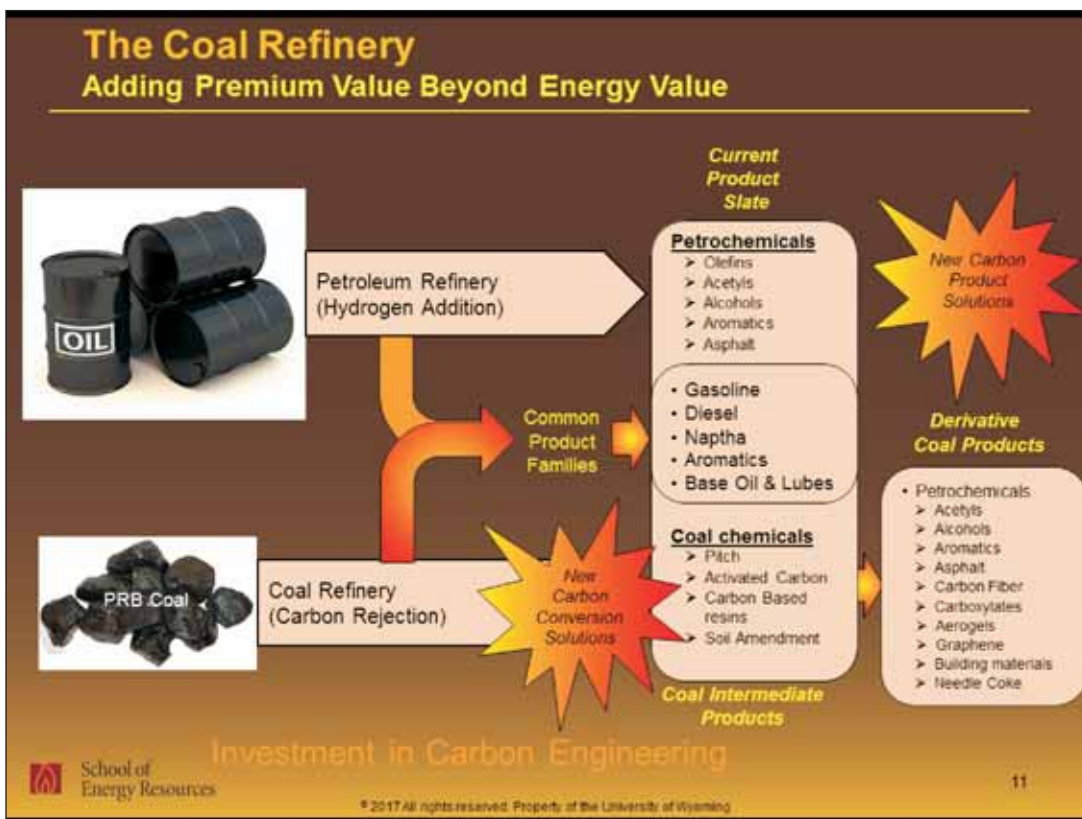 The Coal Refinery
Adding Premium Value Beyond Energy Value
OIL
Petroleum Refinery
(Hydrogen Addition)
Current
Product
Slate
Petrochemicals
➤ Olefins
➤ Acetyls
➤ Alcohols
➤ Aromatics
➤ Asphalt
New Carbon
Product
Solutions
Common
Product
Families
• Gasoline
• Diesel
• Naptha
• Aromatics
• Base Oil & Lubes
PRB Coal
Coal Refinery
(Carbon Rejection)
New
Carbon
Conversion
Solutions
Coal chemicals
➤ Pitch
➤ Activated Carbon
➤ Carbon Based
resins
➤ Soil Amendment
Coal Intermediate
Products
Derivative
Coal Products
• Petrochemicals
➤ Acetyls
➤ Alcohols
➤ Aromatics
➤ Asphalt
➤ Carbon Fiber
➤ Carboxylates
➤ Aerogels
➤ Graphene
➤ Building materials
➤ Needle Coke
Investment in Carbon Engineering
School of
Energy Resources
© 2017 All rights reserved. Property of the University of Wyoming
11